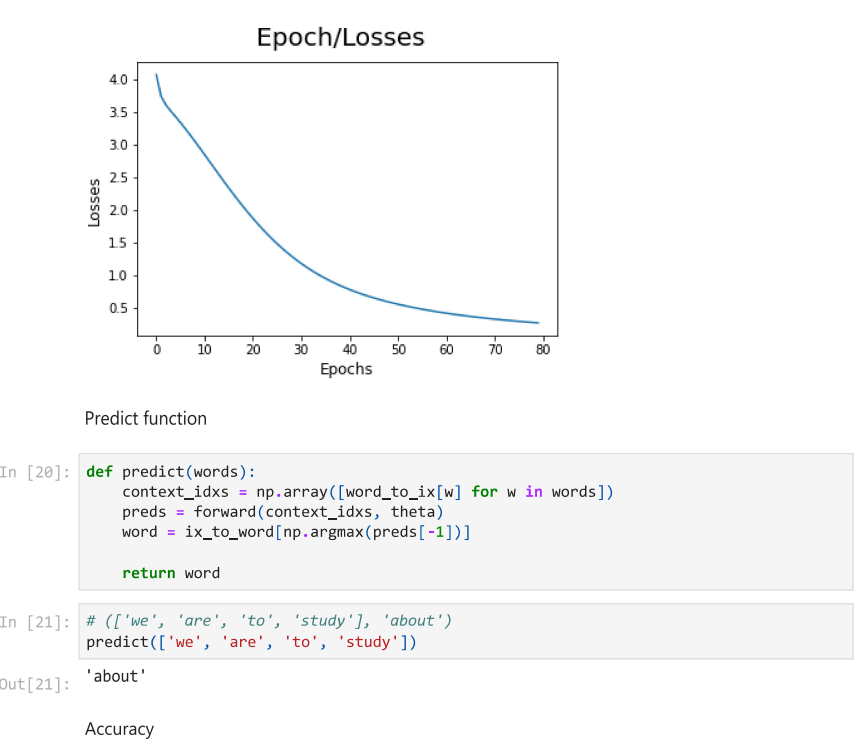 Epoch/Losses
4.0
3.5
3.0
2.5
2.0
1.5
1.0
0.5
Losses
0 10 20 30 40 50 60 70 80
Epochs
Predict function
In [20]:
def predict(words):
    context_idxs = np.array([word_to_ix[w] for w in words])
    preds = forward(context_idxs, theta)
    word = ix_to_word[np.argmax(preds[-1])]
    return word
In [21]:
# (['we', 'are', 'to', 'study'], 'about')
predict(['we', 'are', 'to', 'study'])
Out[21]:
'about'
Accuracy